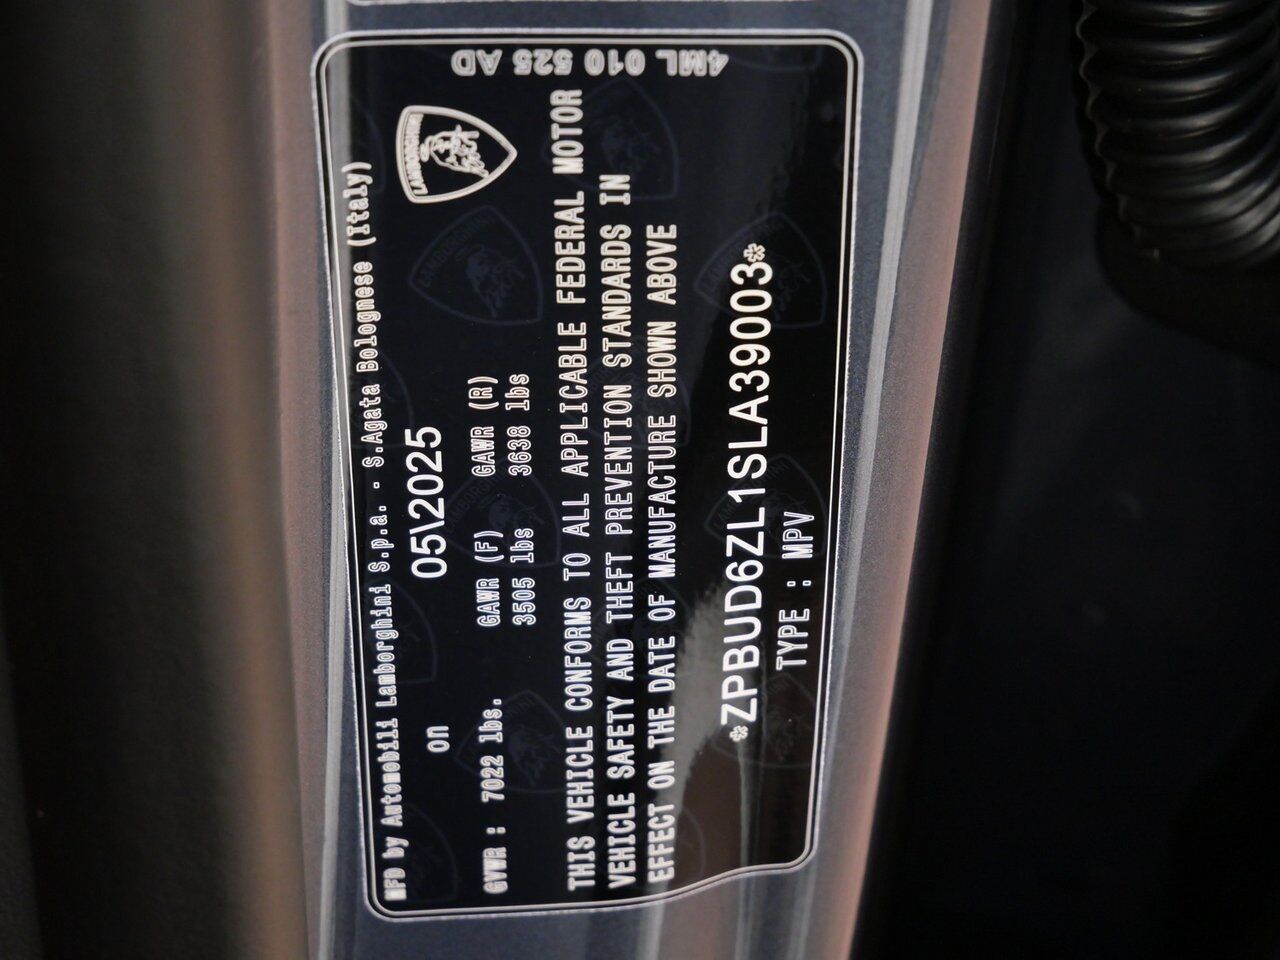 4ML 010 525 AD
LAMBORGHINI
MFD by Automobili Lamborghini S.p.a. - S.Agata Bolognese (Italy)
on 05\2025
GVWR : 7022 lbs. GAWR (F) GAWR (R)
3505 lbs 3638 lbs
THIS VEHICLE CONFORMS TO ALL APPLICABLE FEDERAL MOTOR
VEHICLE SAFETY AND THEFT PREVENTION STANDARDS IN
EFFECT ON THE DATE OF MANUFACTURE SHOWN ABOVE
*ZPBUD6ZL1SLA39003*
TYPE : MPV